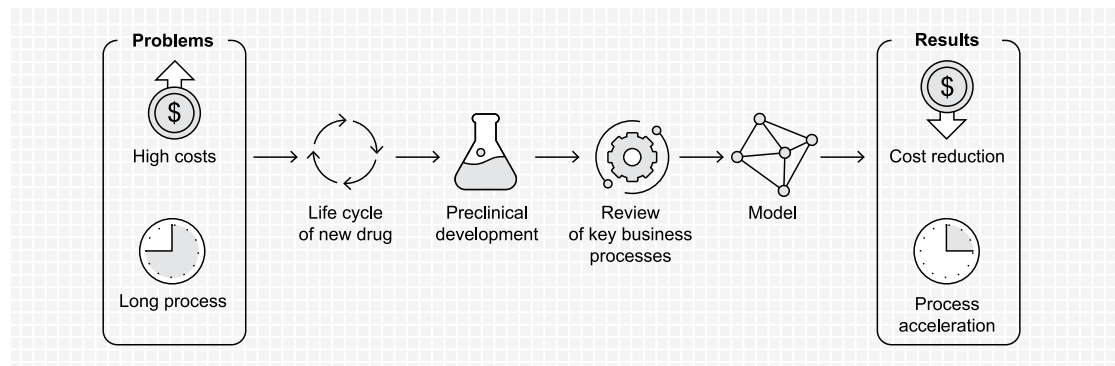 Problems
$
High costs
Long process
Life cycle
of new drug
Preclinical
development
Review
of key business
processes
Model
Results
$
Cost reduction
Process
acceleration